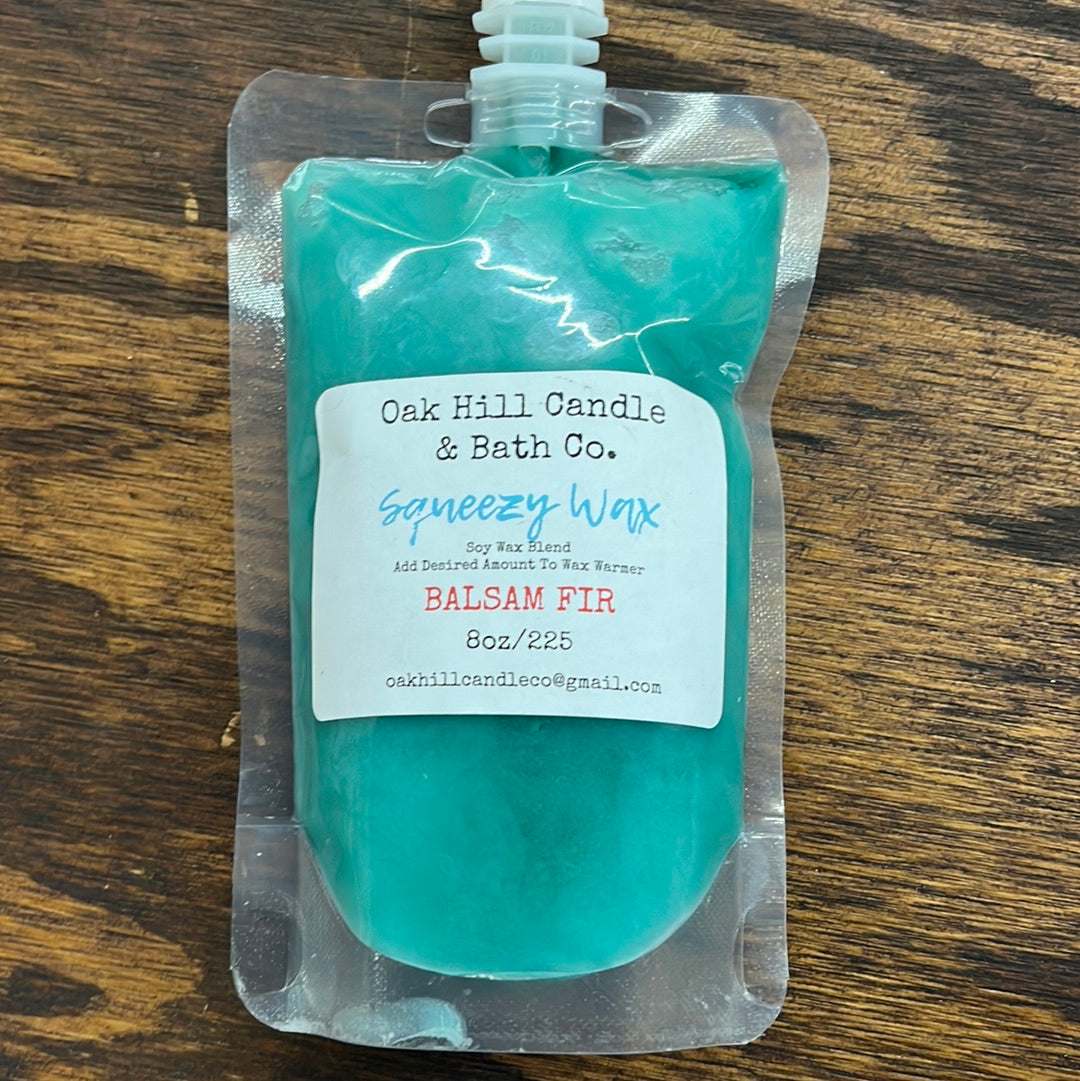 Oak Hill Candle
& Bath Co.
Squeezy Wax
Soy Wax Blend
Add Desired Amount To Wax Warmer
BALSAM FIR
8oz/225
oakhillcandleco@gmail.com